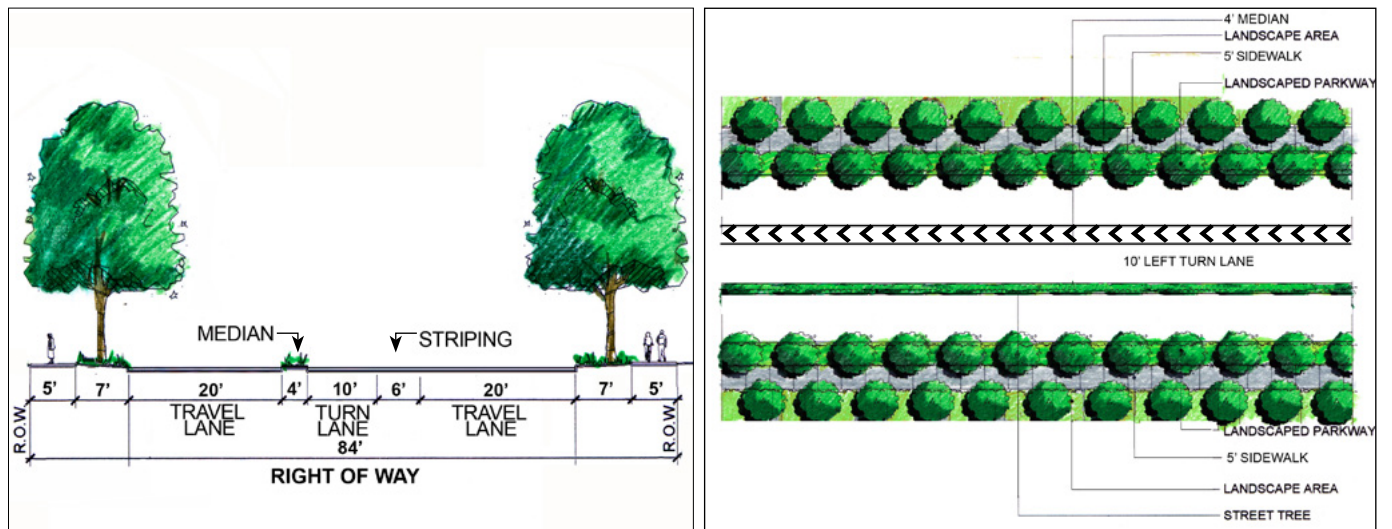 MEDIAN
STRIPING
5'
7'
20'
4'
10'
6'
20'
7'
5'
R.O.W.
TRAVEL
LANE
TURN
LANE
TRAVEL
LANE
R.O.W.
84'
RIGHT OF WAY
4' MEDIAN
LANDSCAPE AREA
5' SIDEWALK
LANDSCAPED PARKWAY
10' LEFT TURN LANE
LANDSCAPED PARKWAY
5' SIDEWALK
LANDSCAPE AREA
STREET TREE